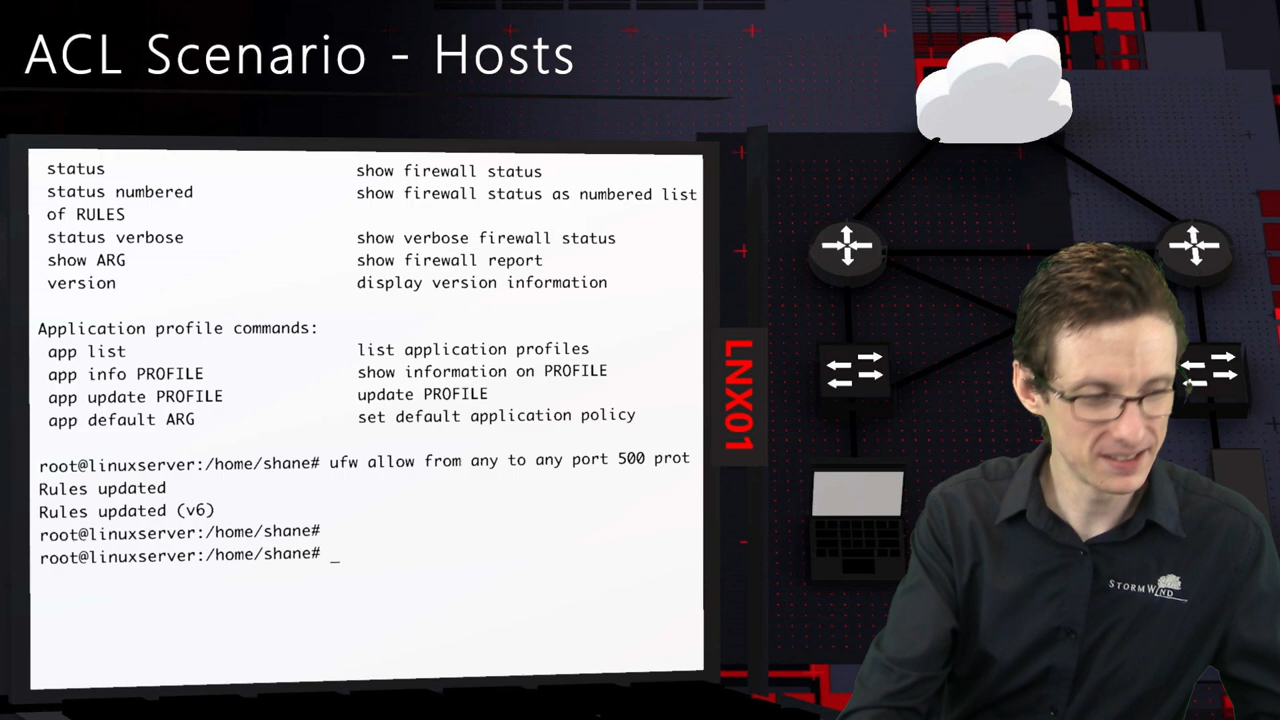 ACL Scenario - Hosts
status show firewall status
status numbered show firewall status as numbered list
of RULES
status verbose show verbose firewall status
show ARG show firewall report
version display version information
Application profile commands:
app list list application profiles
app info PROFILE show information on PROFILE
app update PROFILE update PROFILE
app default ARG set default application policy
root@linuxserver:/home/shane# ufw allow from any to any port 500 prot
Rules updated
Rules updated (v6)
root@linuxserver:/home/shane#
root@linuxserver:/home/shane# _
LNX01
STORMWIND